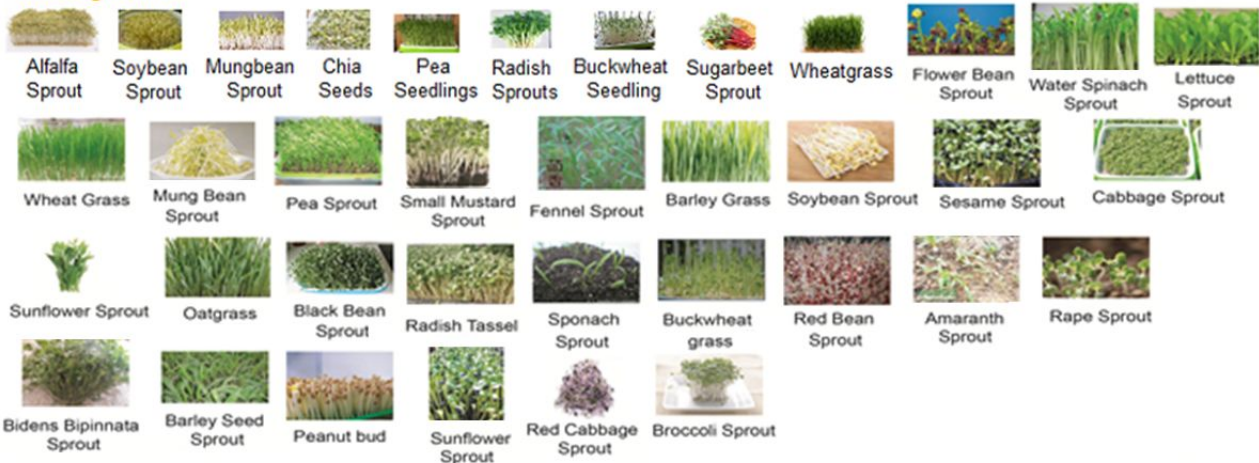 Alfalfa
Sprout
Soybean
Sprout
Mungbean
Sprout
Chia
Seeds
Pea
Seedlings
Radish
Sprouts
Buckwheat
Seedling
Sugarbeet
Sprout
Wheatgrass
Flower Bean
Sprout
Water Spinach
Sprout
Lettuce
Sprout
Wheat Grass
Mung Bean
Sprout
Pea Sprout
Small Mustard
Sprout
Fennel Sprout
Barley Grass
Soybean Sprout
Sesame Sprout
Cabbage Sprout
Sunflower Sprout
Oatgrass
Black Bean
Sprout
Radish Tassel
Sponach
Sprout
Buckwheat
grass
Red Bean
Sprout
Amaranth
Sprout
Rape Sprout
Bidens Bipinnata
Sprout
Barley Seed
Sprout
Peanut bud
Sunflower
Sprout
Red Cabbage
Sprout
Broccoli Sprout